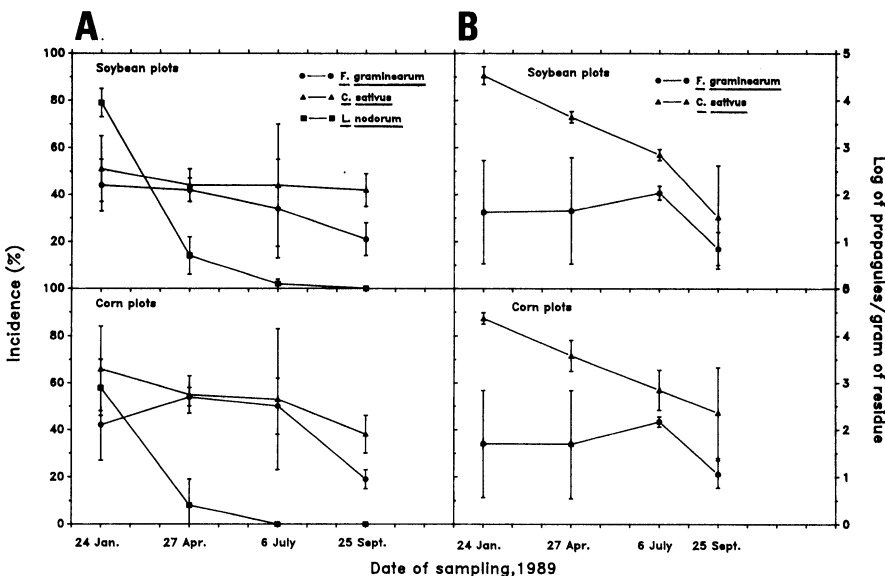 A
B
Soybean plots
F. graminearum
C. sativus
L. nodorum
Soybean plots
F. graminearum
C. sativus
100
80
60
40
20
100
80
60
40
20
0
5
4
3
2
1
0
4
3
2
1
0
Incidence (%)
Log of propagules/gram of residue
Corn plots
Corn plots
24 Jan.
27 Apr.
6 July
25 Sept.
24 Jan.
27 Apr.
6 July
25 Sept.
Date of sampling,1989